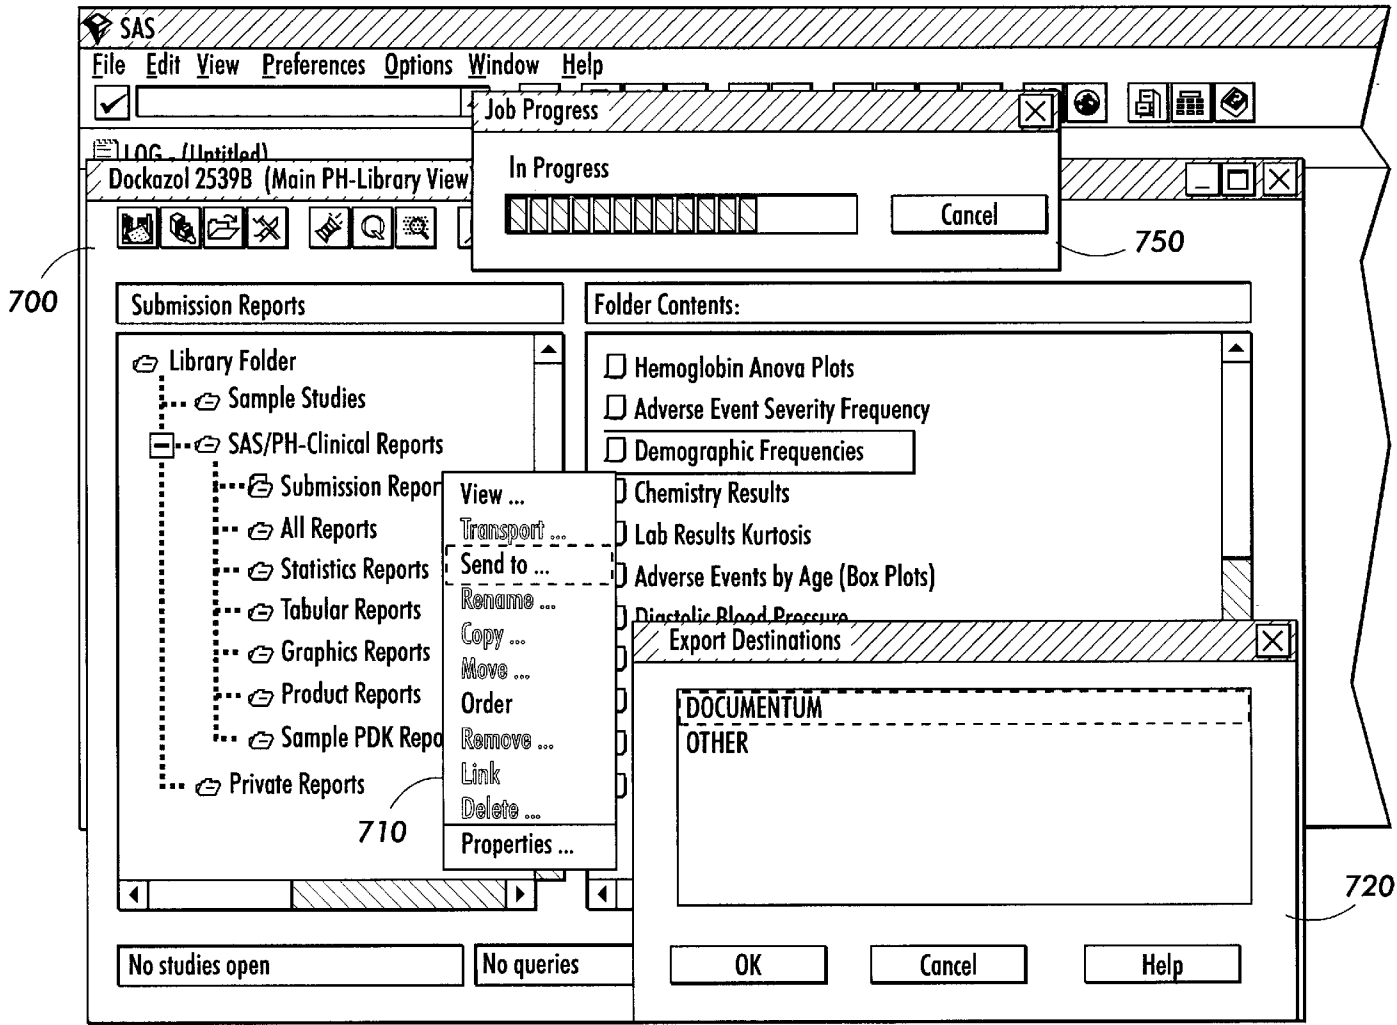 SAS
File Edit View Preferences Options Window Help
Job Progress
LOG - (Untitled)
In Progress
Dockazol 2539B (Main PH-Library View
Cancel
750
700
Submission Reports
Folder Contents:
Library Folder
Sample Studies
SAS/PH-Clinical Reports
Submission Repor
All Reports
Statistics Reports
Tabular Reports
Graphics Reports
Product Reports
Sample PDK Repo
Private Reports
Hemoglobin Anova Plots
Adverse Event Severity Frequency
Demographic Frequencies
Chemistry Results
Lab Results Kurtosis
Adverse Events by Age (Box Plots)
Diastolic Blood Pressure
View ...
Transport ...
Send to ...
Rename ...
Copy ...
Move ...
Order
Remove ...
Link
Delete ...
Properties ...
710
Export Destinations
DOCUMENTUM
OTHER
720
OK Cancel Help
No studies open
No queries